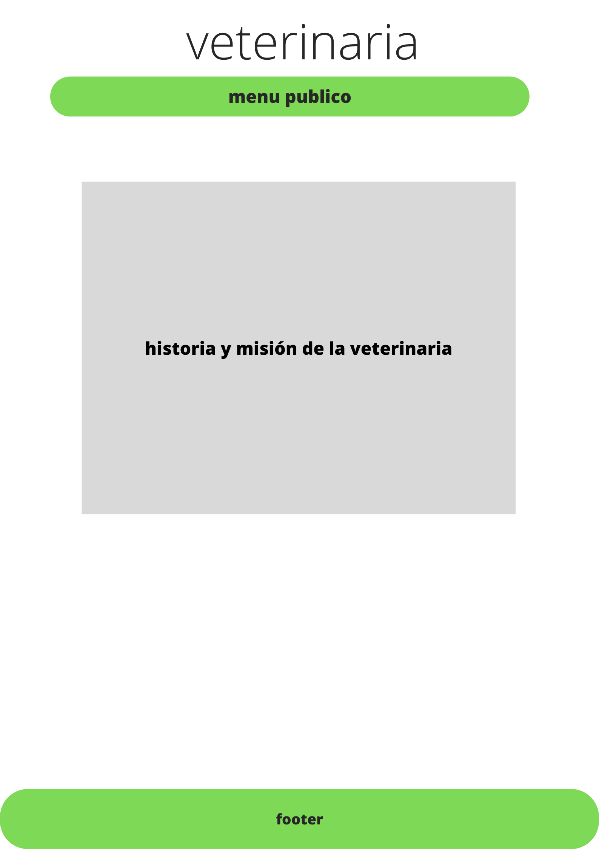 veterinaria
menu publico
historia y misión de la veterinaria
footer